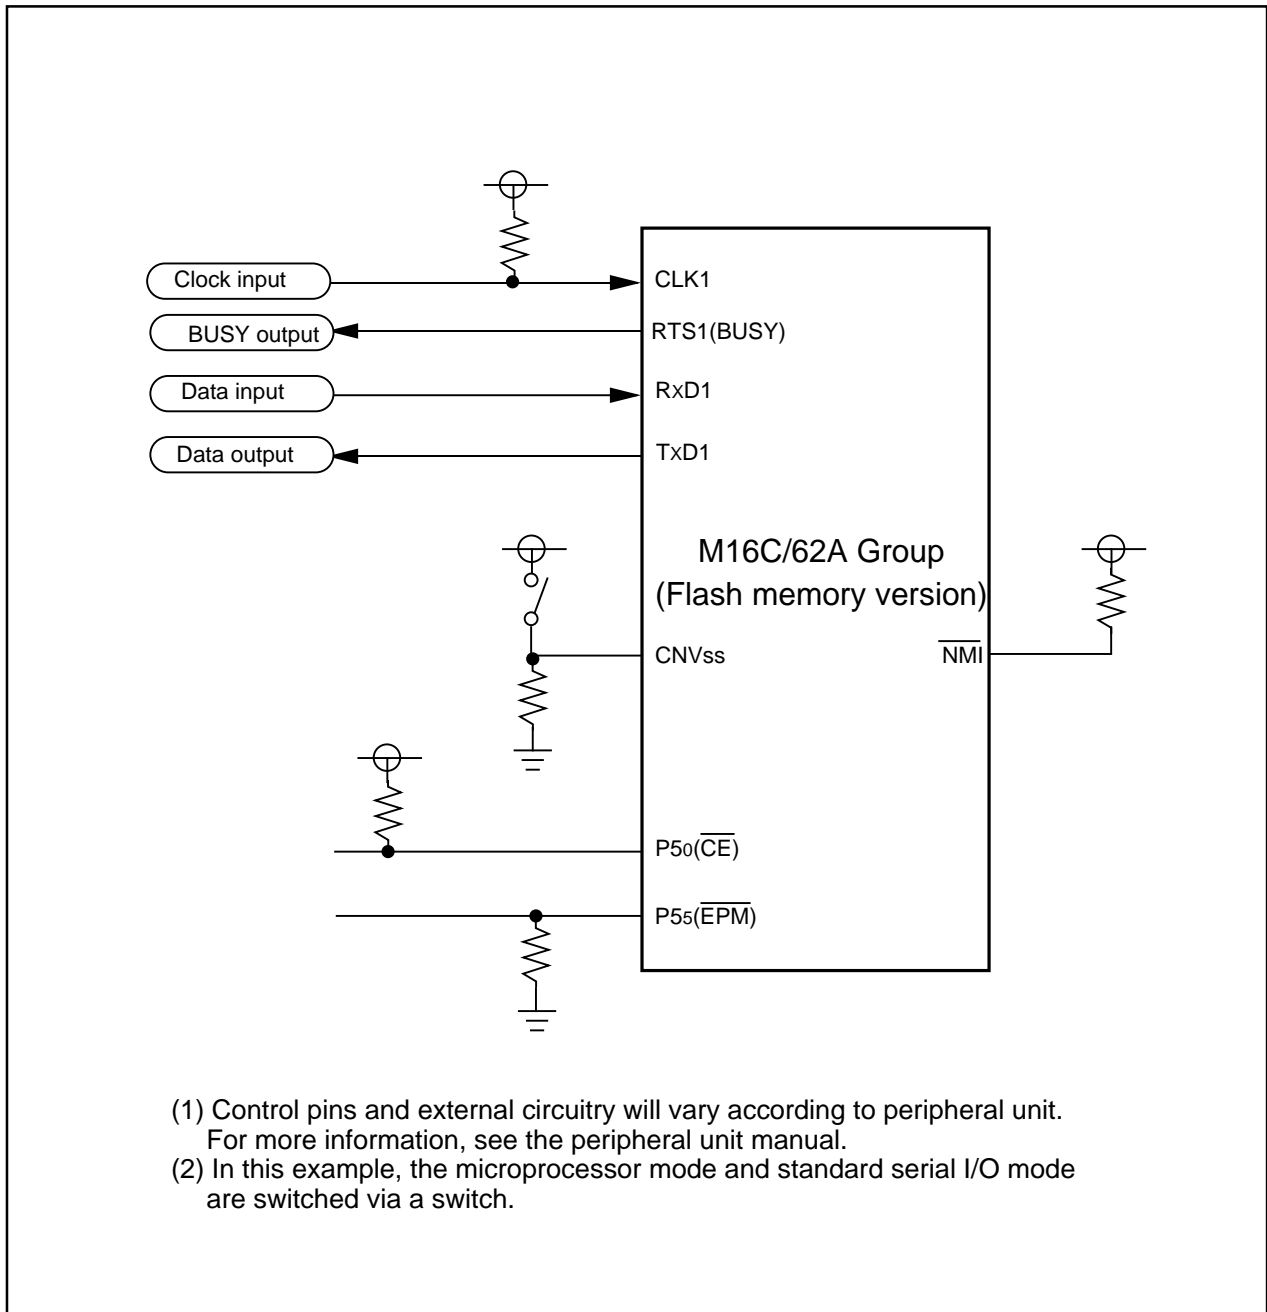 Clock input
CLK1
BUSY output
RTS1(BUSY)
Data input
RxD1
Data output
TxD1
M16C/62A Group
(Flash memory version)
CNVss
NMI
P50(CE)
P55(EPM)
(1) Control pins and external circuitry will vary according to peripheral unit.
For more information, see the peripheral unit manual.
(2) In this example, the microprocessor mode and standard serial I/O mode
are switched via a switch.